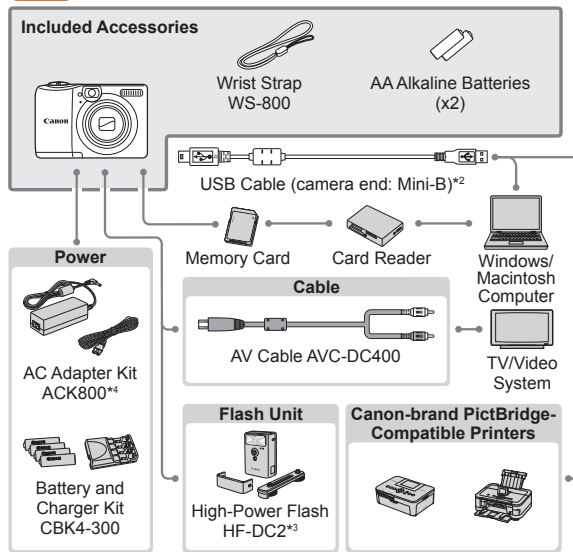 Included Accessories
Canon
Wrist Strap
WS-800
AA Alkaline Batteries
(x2)
USB Cable (camera end: Mini-B)*2
Memory Card
Card Reader
Windows/
Macintosh
Computer
Power
AC Adapter Kit
ACK800*4
Battery and
Charger Kit
CBK4-300
Cable
AV Cable AVC-DC400
TV/Video
System
Flash Unit
High-Power Flash
HF-DC2*3
Canon-brand PictBridge-
Compatible Printers